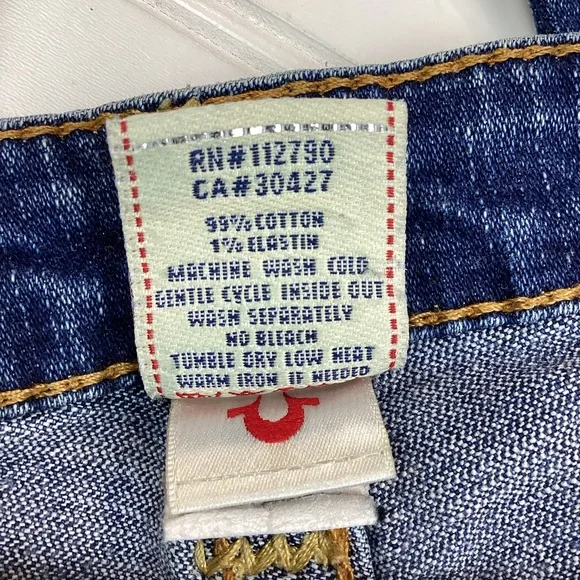 RN#112790
CA#30427
99% COTTON
1% ELASTIN
MACHINE WASH COLD
GENTLE CYCLE INSIDE OUT
WASH SEPARATELY
NO BLEACH
TUMBLE DRY LOW HEAT
WARM IRON IF NEEDED